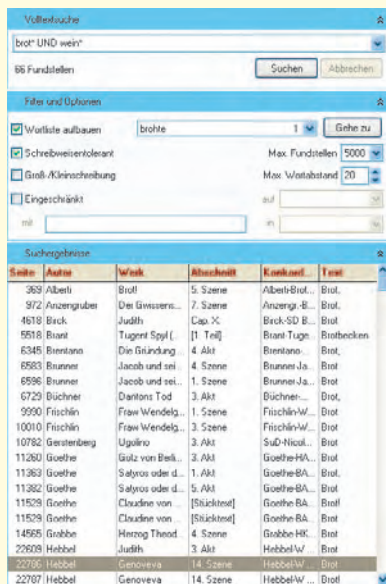 Volltextsuche
brot* UND wein*
66 Fundstellen Suchen Abbrechen
Filter und Optionen
Wortliste aufbauen brohte 1 Gehe zu
Schreibweisentolerant Max. Fundstellen 5000
Groß-/Kleinschreibung Max. Wortabstand 20
Eingeschränkt auf
mit in
Suchergebnisse
Seite Autor Werk Abschnitt Konkord... Text
369 Alberti Brot! 5. Szene Alberti-Brot... Brot,
972 Anzengruber Der Gwissens... 7. Szene Anzengr.-B... Brot,
4618 Birck Judith Cap. X. Birck-SD B... Brot
5518 Brant Tugent Spyl (... [1. Teil] Brant-Tuge... Brotbecken
6345 Brentano Die Gründung... 4. Akt Brentano-... Brot,
6583 Brunner Jacob und sei... 4. Szene Brunner-Ja... Brot
6596 Brunner Jacob und sei... 1. Szene Brunner-Ja... Brot,
6729 Büchner Dantons Tod 3. Akt Büchner-... Brot,
9990 Frischlin Fraw Wendelg... 1. Szene Frischlin-W... Brot
10010 Frischlin Fraw Wendelg... 3. Szene Frischlin-W... Brot
10782 Gerstenberg Ugolino 3. Akt SuD-Nicol... Brot
11260 Goethe Götz von Berli... 3. Akt Goethe-HA... Brot
11363 Goethe Satyros oder d... 1. Akt Goethe-BA... Brot,
11382 Goethe Satyros oder d... 5. Akt Goethe-BA... Brot
11529 Goethe Claudine von ... [Stücktext] Goethe-BA... Brot!
11529 Goethe Claudine von ... [Stücktext] Goethe-BA... Brot
14565 Grabbe Herzog Theod... 4. Szene Grabbe-HK... Brot
22609 Hebbel Judith 3. Akt Hebbel-W ... Brot
22786 Hebbel Genoveva 14. Szene Hebbel-W ... Brot
22787 Hebbel Genoveva 14. Szene Hebbel-W ... Brot!